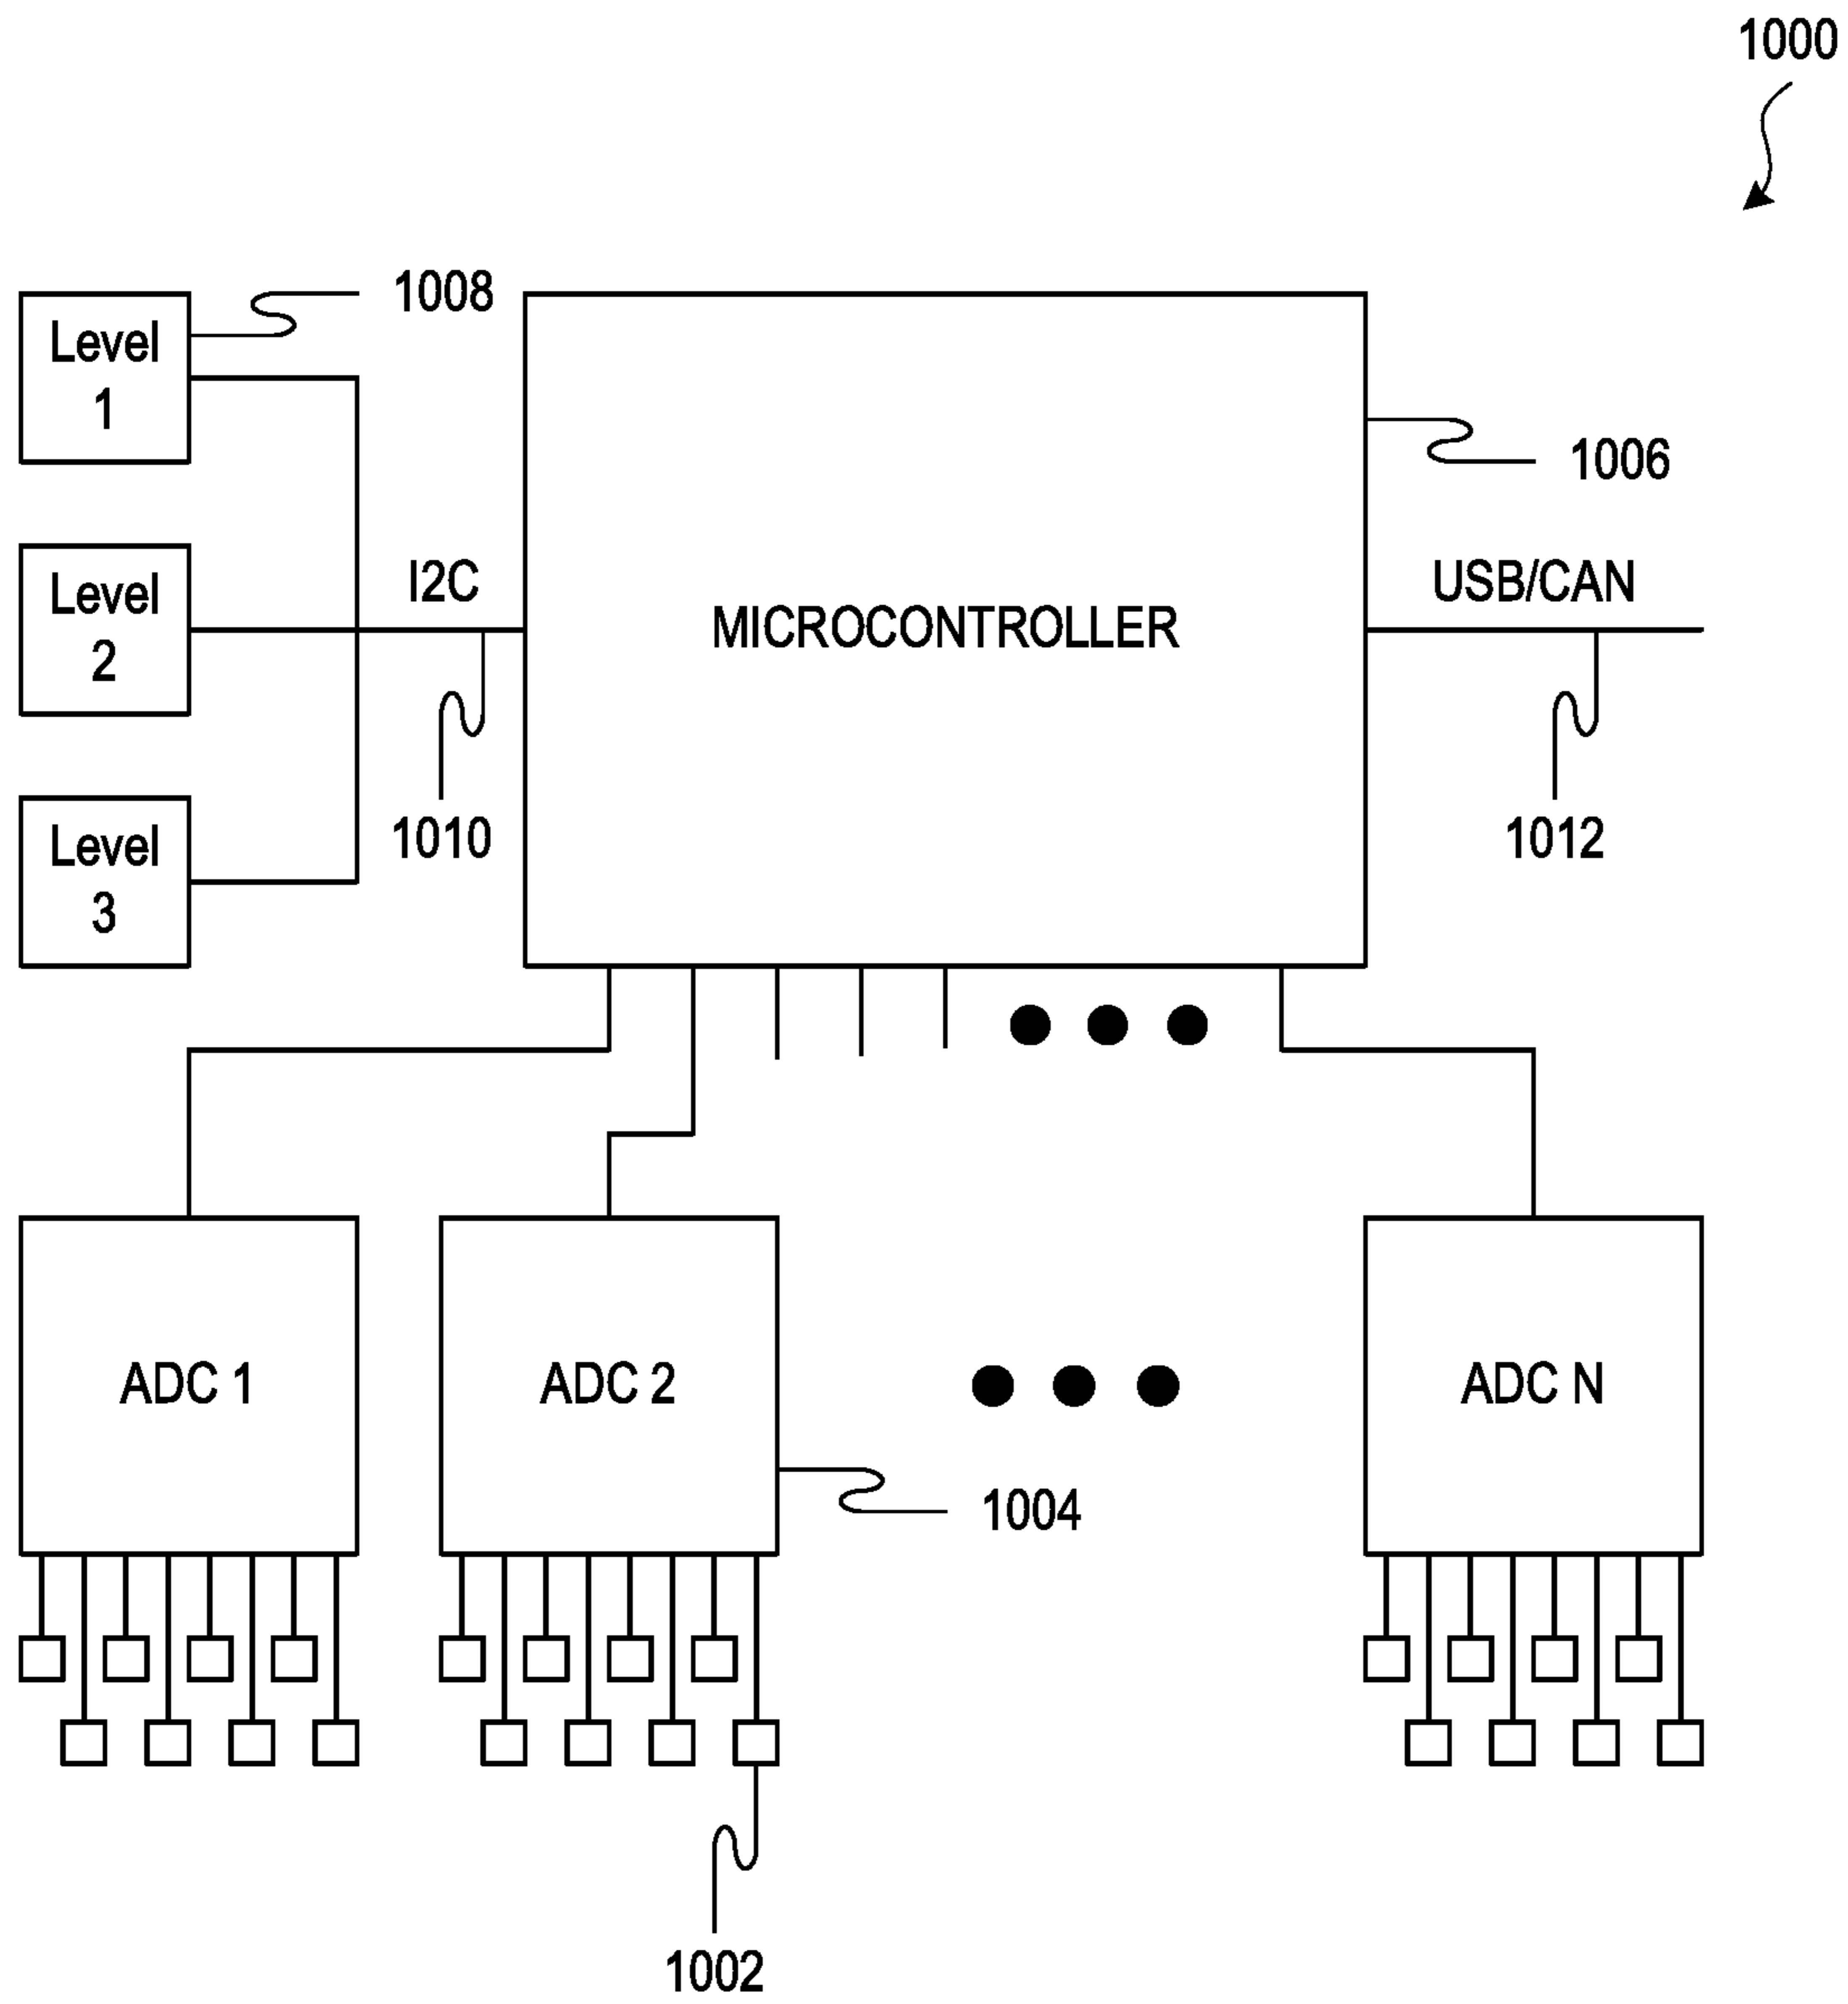 1000
1008
Level
1
1006
Level
2
I2C
MICROCONTROLLER
USB/CAN
1010
1012
Level
3
ADC 1
ADC 2
ADC N
1004
1002